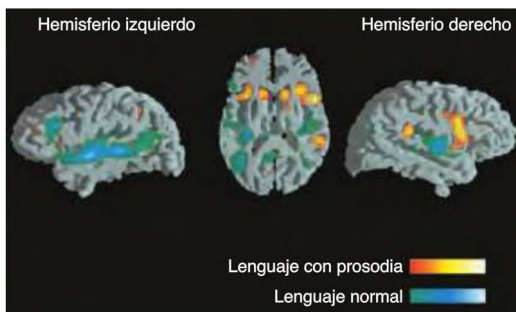 Hemisferio izquierdo
Hemisferio derecho
Lenguaje con prosodia
Lenguaje normal